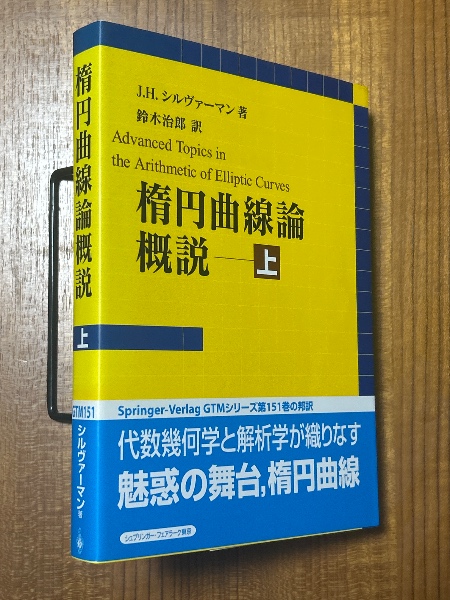 楕円曲線論概説
上
GTM151
シルヴァーマン 著
J.H. シルヴァーマン 著
鈴木治郎 訳
Advanced Topics in
the Arithmetic of Elliptic Curves
楕円曲線論
概説 — 上
Springer-Verlag GTMシリーズ第151巻の邦訳
代数幾何学と解析学が織りなす
魅惑の舞台,楕円曲線
シュプリンガー・フェアラーク東京